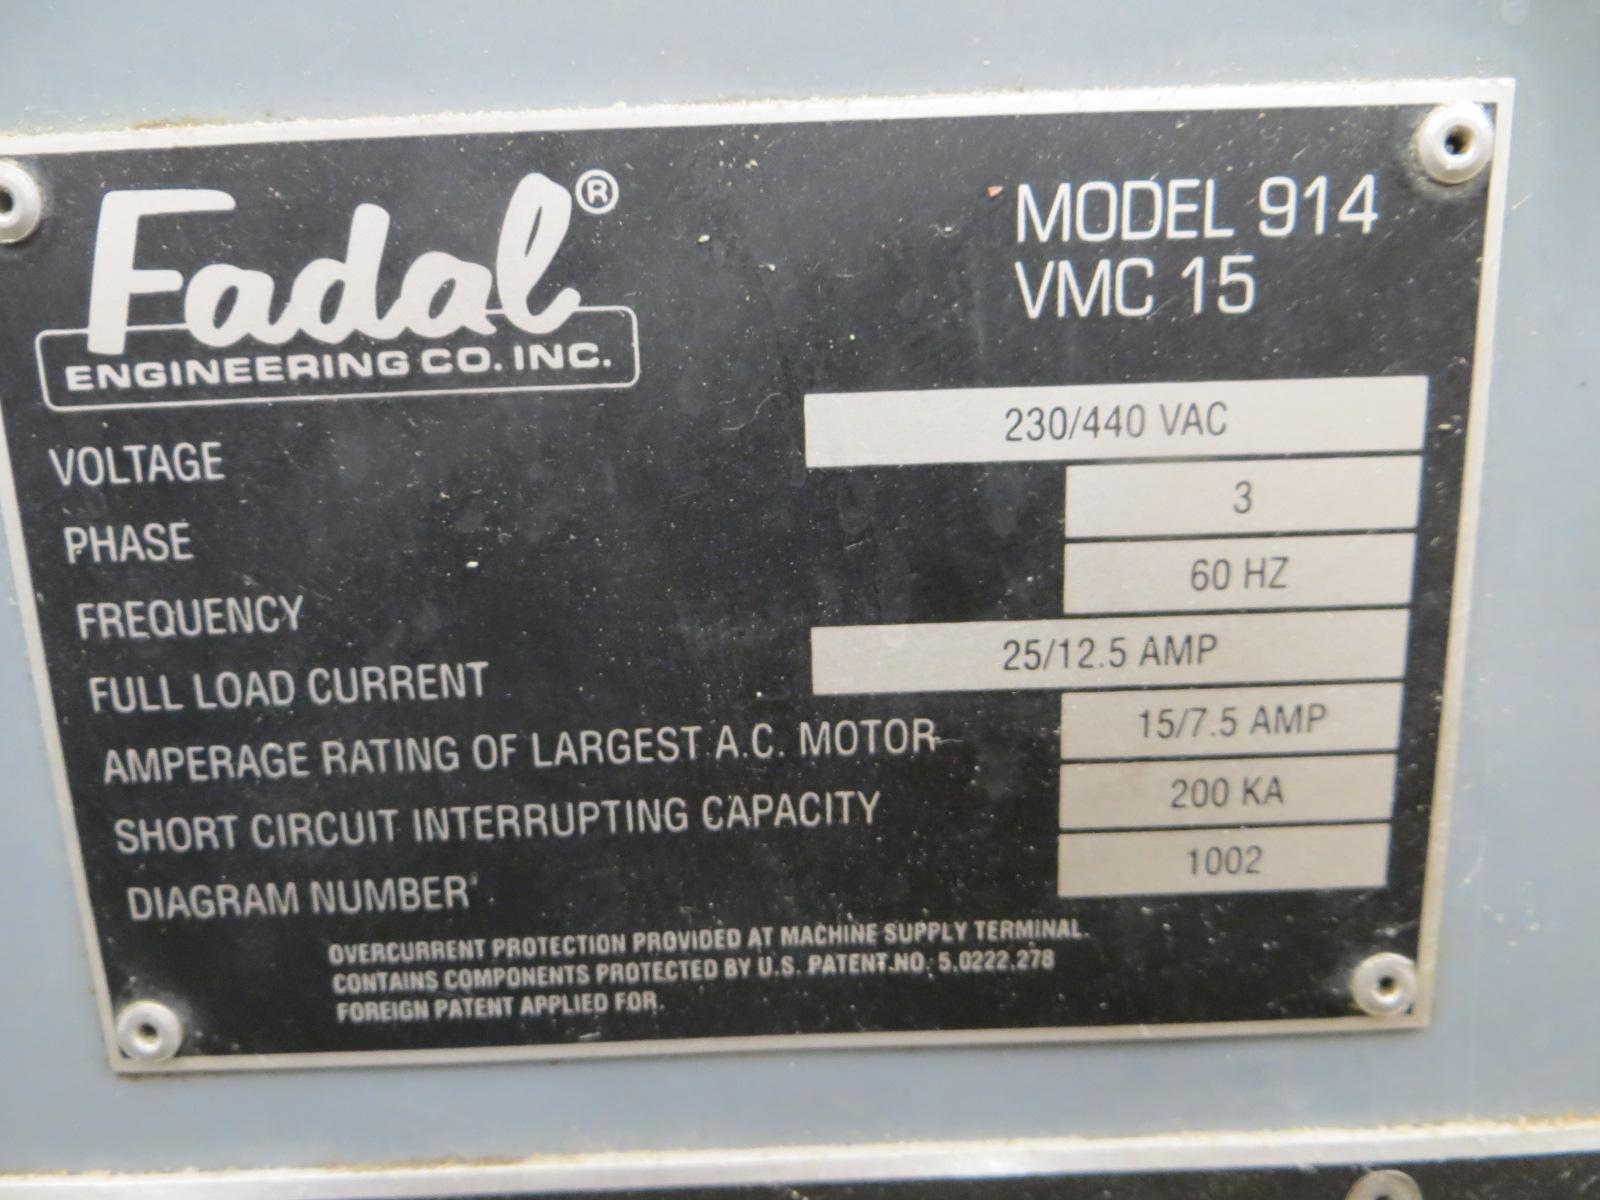 Fadal®
ENGINEERING CO. INC.
MODEL 914
VMC 15
VOLTAGE 230/440 VAC
PHASE 3
FREQUENCY 60 HZ
FULL LOAD CURRENT 25/12.5 AMP
AMPERAGE RATING OF LARGEST A.C. MOTOR 15/7.5 AMP
SHORT CIRCUIT INTERRUPTING CAPACITY 200 KA
DIAGRAM NUMBER 1002
OVERCURRENT PROTECTION PROVIDED AT MACHINE SUPPLY TERMINAL.
CONTAINS COMPONENTS PROTECTED BY U.S. PATENT NO. 5.0222.278
FOREIGN PATENT APPLIED FOR.